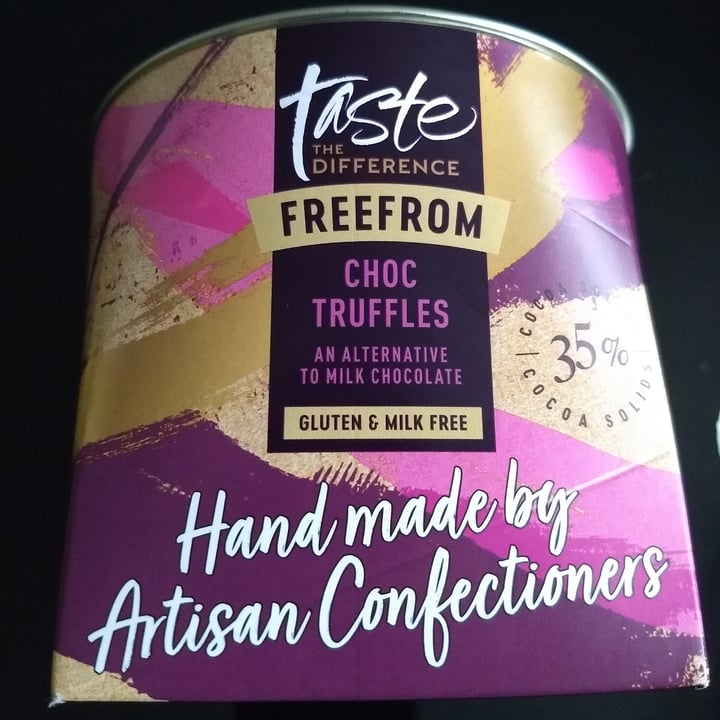 taste
THE
DIFFERENCE
FREEFROM
CHOC
TRUFFLES
AN ALTERNATIVE
TO MILK CHOCOLATE
GLUTEN & MILK FREE
COCOA
35%
COCOA SOLIDS
Hand made by
Artisan Confectioners